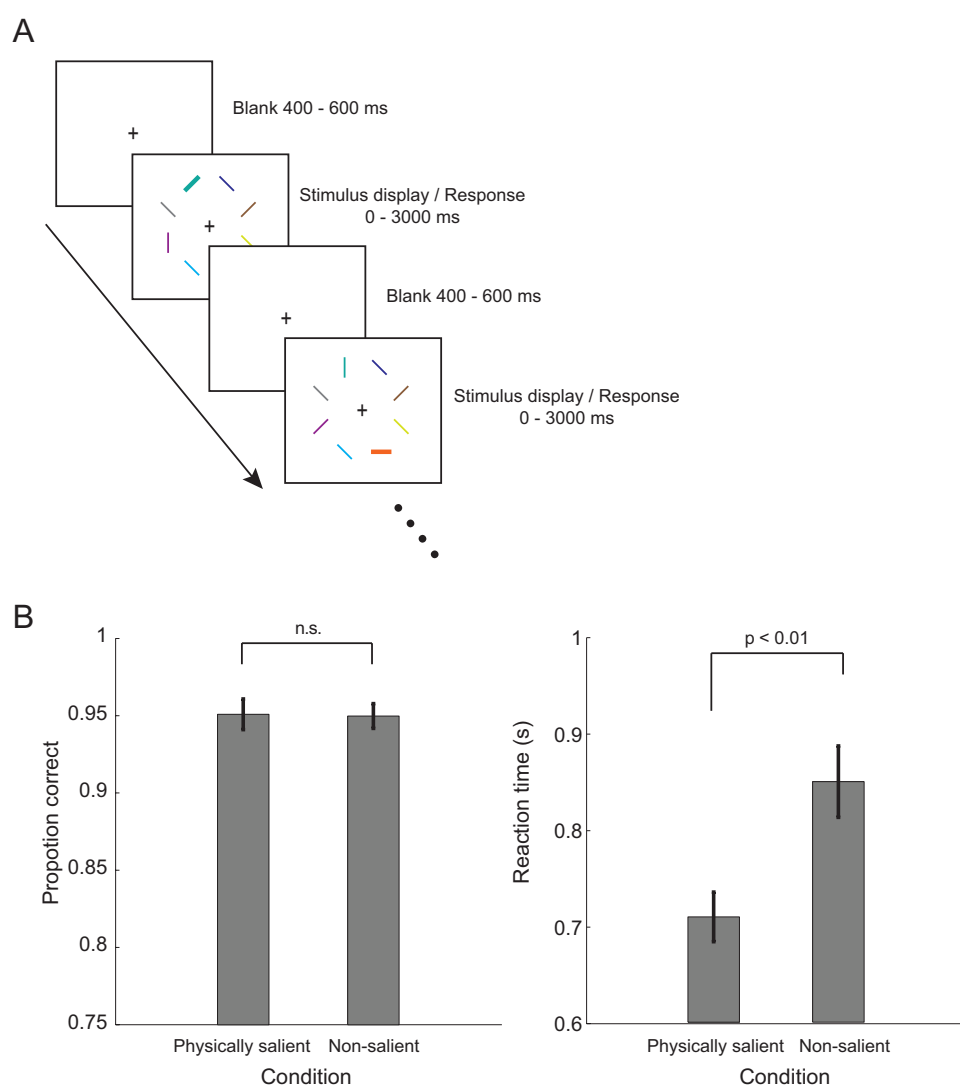 A
Blank 400 - 600 ms
Stimulus display / Response
0 - 3000 ms
Blank 400 - 600 ms
Stimulus display / Response
0 - 3000 ms
B
n.s.
1
0.95
0.9
0.85
0.8
0.75
Propotion correct
Physically salient
Non-salient
Condition
p < 0.01
1
0.9
0.8
0.7
0.6
Reaction time (s)
Physically salient
Non-salient
Condition